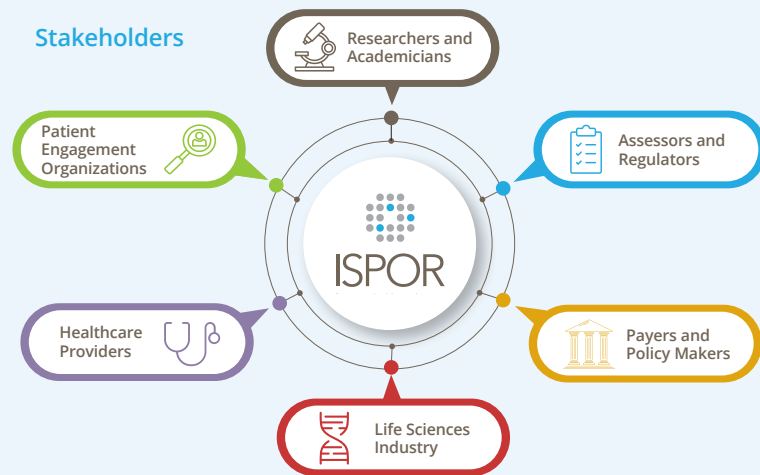 Stakeholders
Researchers and
Academicians
Patient
Engagement
Organizations
Assessors and
Regulators
ISPOR
Healthcare
Providers
Payers and
Policy Makers
Life Sciences
Industry